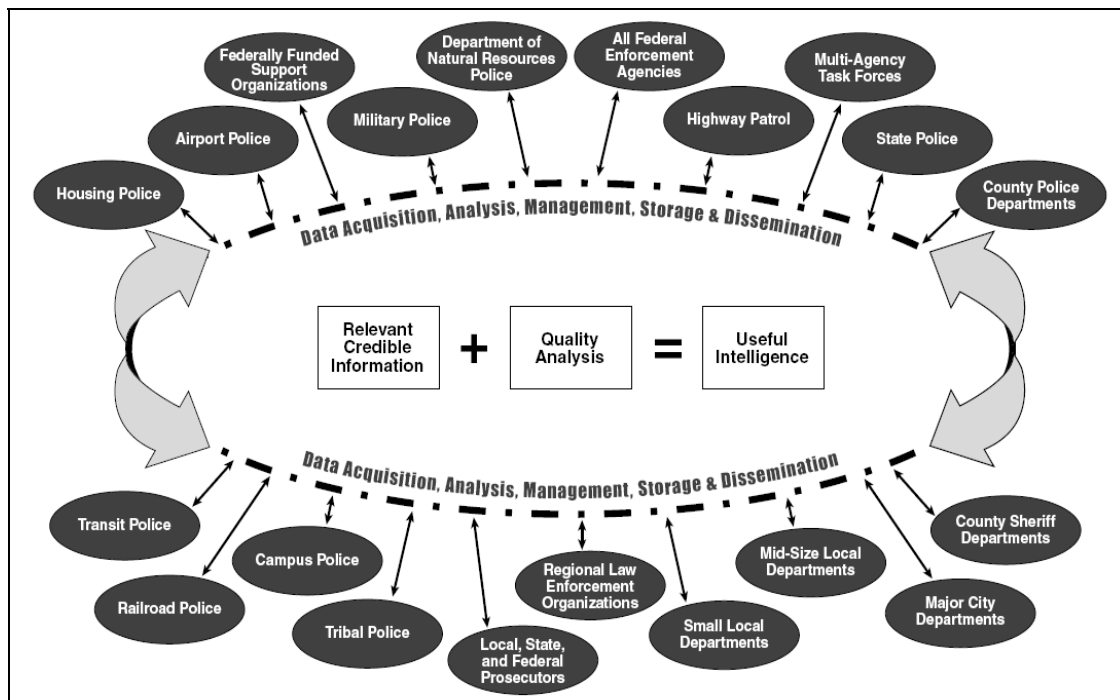 Federally Funded
Support
Organizations
Department of
Natural Resources
Police
All Federal
Enforcement
Agencies
Multi-Agency
Task Forces
Airport Police
Military Police
Highway Patrol
State Police
Housing Police
County Police
Departments
Data Acquisition, Analysis, Management, Storage & Dissemination
Relevant
Credible
Information
+
Quality
Analysis
=
Useful
Intelligence
Data Acquisition, Analysis, Management, Storage & Dissemination
Transit Police
Campus Police
Regional Law
Enforcement
Organizations
Mid-Size Local
Departments
County Sheriff
Departments
Railroad Police
Tribal Police
Local, State,
and Federal
Prosecutors
Small Local
Departments
Major City
Departments